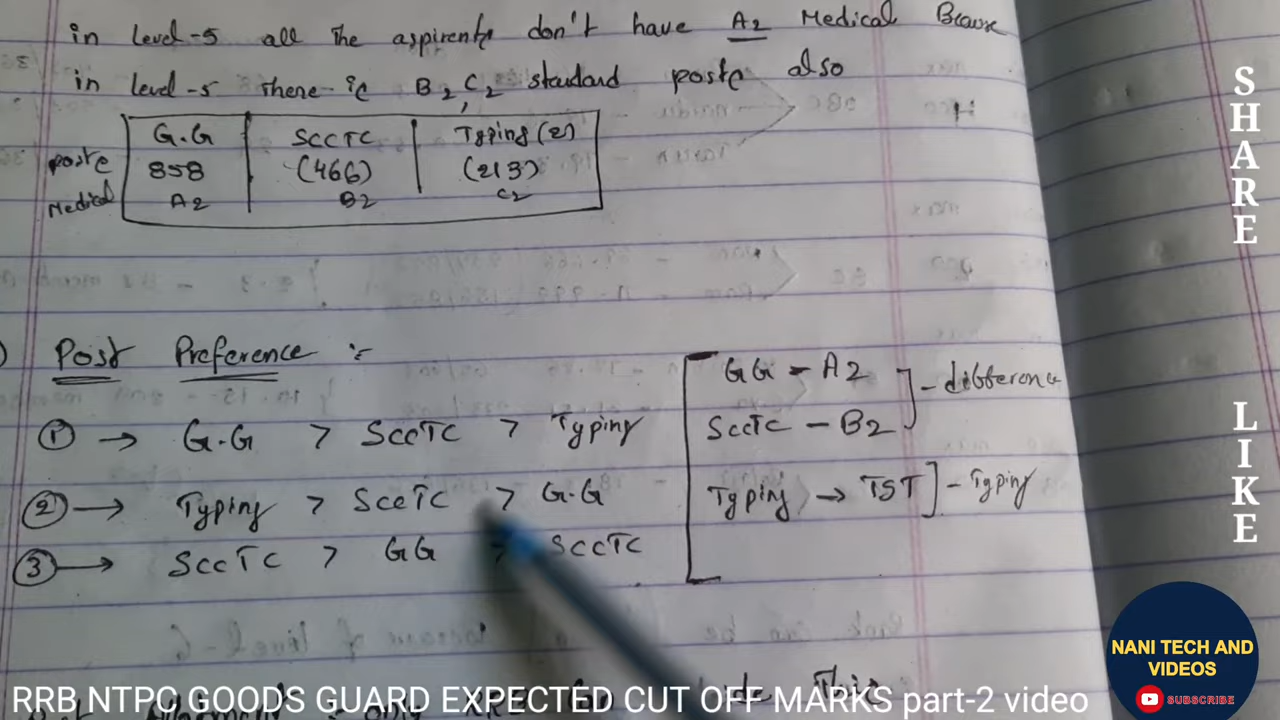 in level-5 all the aspirents don't have A2 Medical Becaus
in level-5 there is B2, C2 standard posts also
G.G | SCCTC | Typing (2)
posts 858 (466) (213)
Medical A2 B2 C2
Post Preference :-
① → G.G > SccTC > Typing
② → Typing > SccTC > G.G
③ → SccTC > GG > SccTC
GG - A2
SccTC - B2
- difference
Typing → TST - Typing
RRB NTPC GOODS GUARD EXPECTED CUT OFF MARKS part-2 video
SHARE
LIKE
NANI TECH AND
VIDEOS
SUBSCRIBE